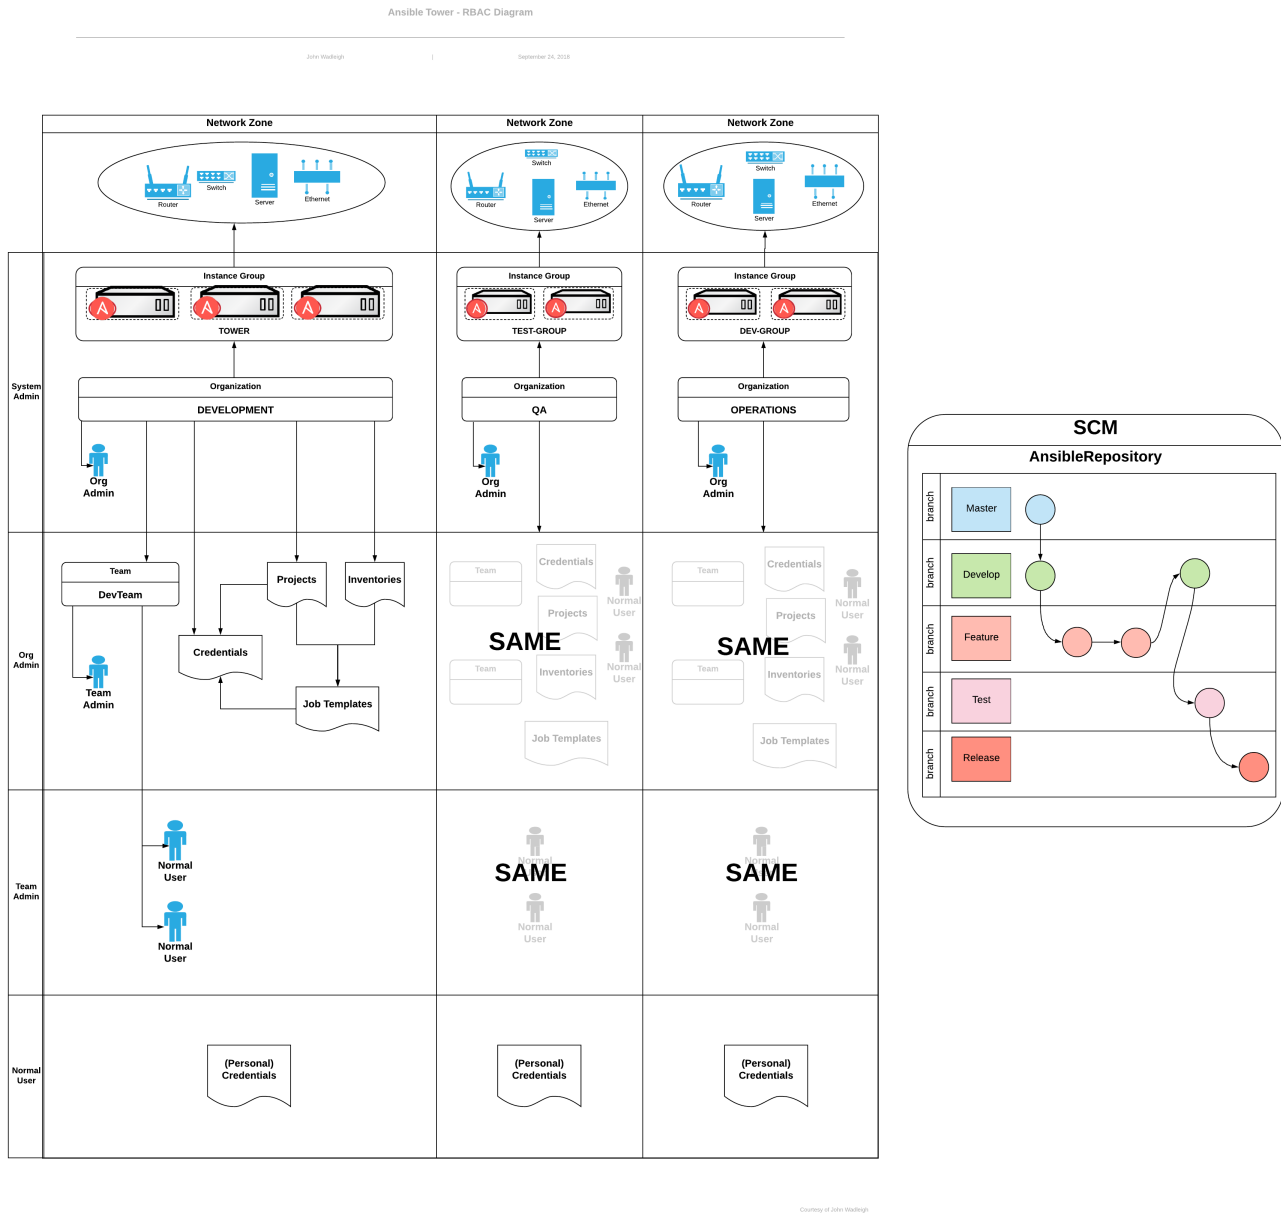 Ansible Tower - RBAC Diagram
John Wadleigh | September 24, 2018
Network Zone
Network Zone
Network Zone
Router
Switch
Server
Ethernet
Router
Switch
Server
Ethernet
Router
Switch
Server
Ethernet
System
Admin
Instance Group
TOWER
Instance Group
TEST-GROUP
Instance Group
DEV-GROUP
Organization
DEVELOPMENT
Organization
QA
Organization
OPERATIONS
Org
Admin
Org
Admin
Org
Admin
Org
Admin
Team
DevTeam
Projects
Inventories
Credentials
Team
Admin
Job Templates
Team
Credentials
Normal
User
Projects
SAME
Team
Inventories
Normal
User
Job Templates
Team
Credentials
Normal
User
Projects
SAME
Team
Inventories
Normal
User
Job Templates
Team
Admin
Normal
User
Normal
User
Normal
SAME
Normal
User
Normal
SAME
Normal
User
Normal
User
(Personal)
Credentials
(Personal)
Credentials
(Personal)
Credentials
SCM
AnsibleRepository
branch
Master
branch
Develop
branch
Feature
branch
Test
branch
Release
Courtesy of John Wadleigh